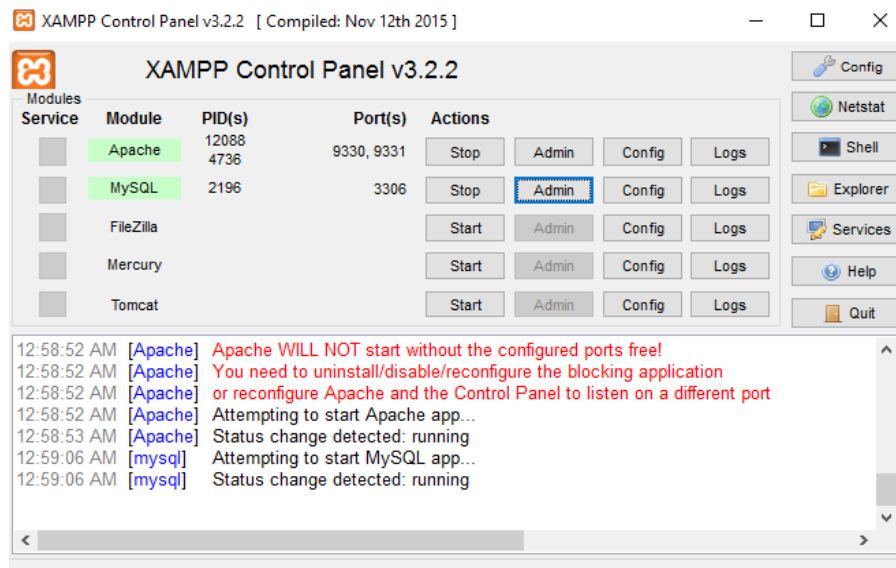 XAMPP Control Panel v3.2.2 [ Compiled: Nov 12th 2015 ]
XAMPP Control Panel v3.2.2
Config
Modules
Netstat
Service Module PID(s) Port(s) Actions
Apache 12088 4736 9330, 9331 Stop Admin Config Logs
Shell
MySQL 2196 3306 Stop Admin Config Logs
Explorer
FileZilla Start Admin Config Logs
Services
Mercury Start Admin Config Logs
Help
Tomcat Start Admin Config Logs
Quit
12:58:52 AM [Apache] Apache WILL NOT start without the configured ports free!
12:58:52 AM [Apache] You need to uninstall/disable/reconfigure the blocking application
12:58:52 AM [Apache] or reconfigure Apache and the Control Panel to listen on a different port
12:58:52 AM [Apache] Attempting to start Apache app...
12:58:53 AM [Apache] Status change detected: running
12:59:06 AM [mysql] Attempting to start MySQL app...
12:59:06 AM [mysql] Status change detected: running